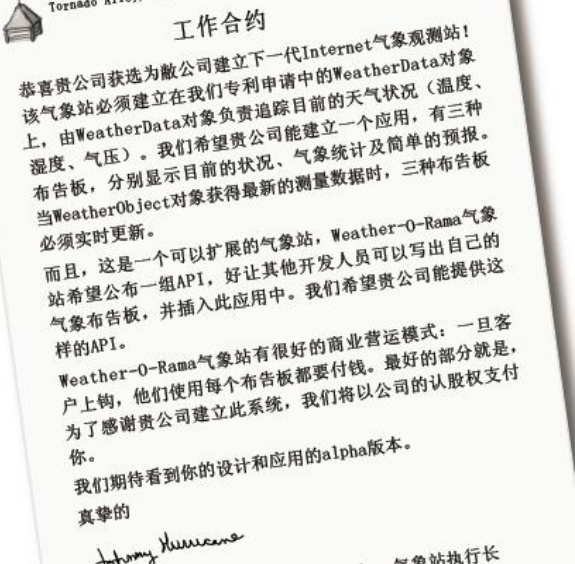 Tornado Alley,
工作合约
恭喜贵公司获选为敝公司建立下一代Internet气象观测站！
该气象站必须建立在我们专利申请中的WeatherData对象
上，由WeatherData对象负责追踪目前的天气状况（温度、
湿度、气压）。我们希望贵公司能建立一个应用，有三种
布告板，分别显示目前的状况、气象统计及简单的预报。
当WeatherObject对象获得最新的测量数据时，三种布告板
必须实时更新。
而且，这是一个可以扩展的气象站，Weather-O-Rama气象
站希望公布一组API，好让其他开发人员可以写出自己的
气象布告板，并插入此应用中。我们希望贵公司能提供这
样的API。
Weather-O-Rama气象站有很好的商业营运模式：一旦客
户上钩，他们使用每个布告板都要付钱。最好的部分就是，
为了感谢贵公司建立此系统，我们将以公司的认股权支付
你。
我们期待看到你的设计和应用的alpha版本。
真挚的
Johnny Hurricane
气象站执行长